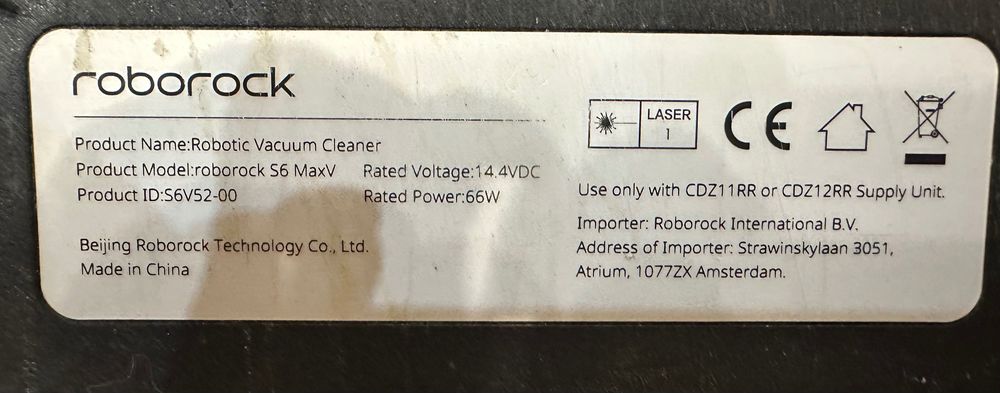 roborock
Product Name:Robotic Vacuum Cleaner
Product Model:roborock S6 MaxV Rated Voltage:14.4VDC
Product ID:S6V52-00 Rated Power:66W
Beijing Roborock Technology Co., Ltd.
Made in China
LASER
1
CE
Use only with CDZ11RR or CDZ12RR Supply Unit.
Importer: Roborock International B.V.
Address of Importer: Strawinskylaan 3051,
Atrium, 1077ZX Amsterdam.